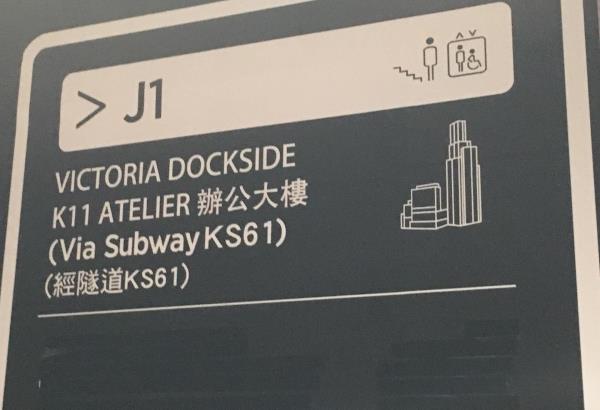 > J1
VICTORIA DOCKSIDE
K11 ATELIER 辦公大樓
(Via Subway KS61)
(經隧道KS61)